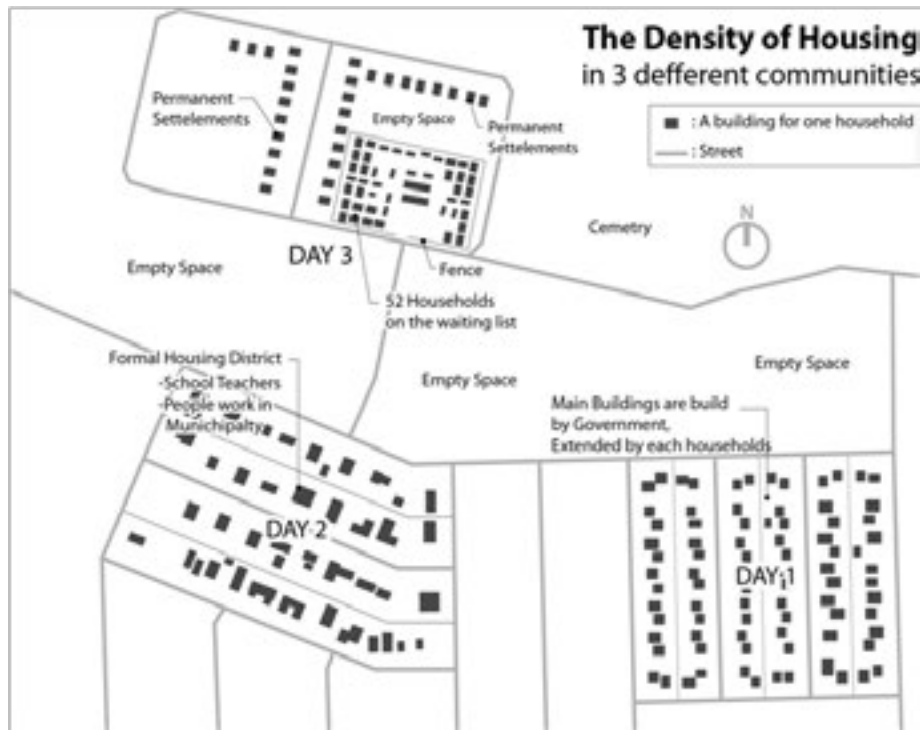 The Density of Housing
in 3 defferent communities
: A building for one household
: Street
Permanent
Settelements
Empty Space
Permanent
Settelements
Cemetry
N
DAY 3
Fence
Empty Space
52 Households
on the waiting list
Formal Housing District
-School Teachers
-People work in
Munichipalty
Empty Space
Empty Space
Main Buildings are build
by Government,
Extended by each households
DAY 2
DAY 1